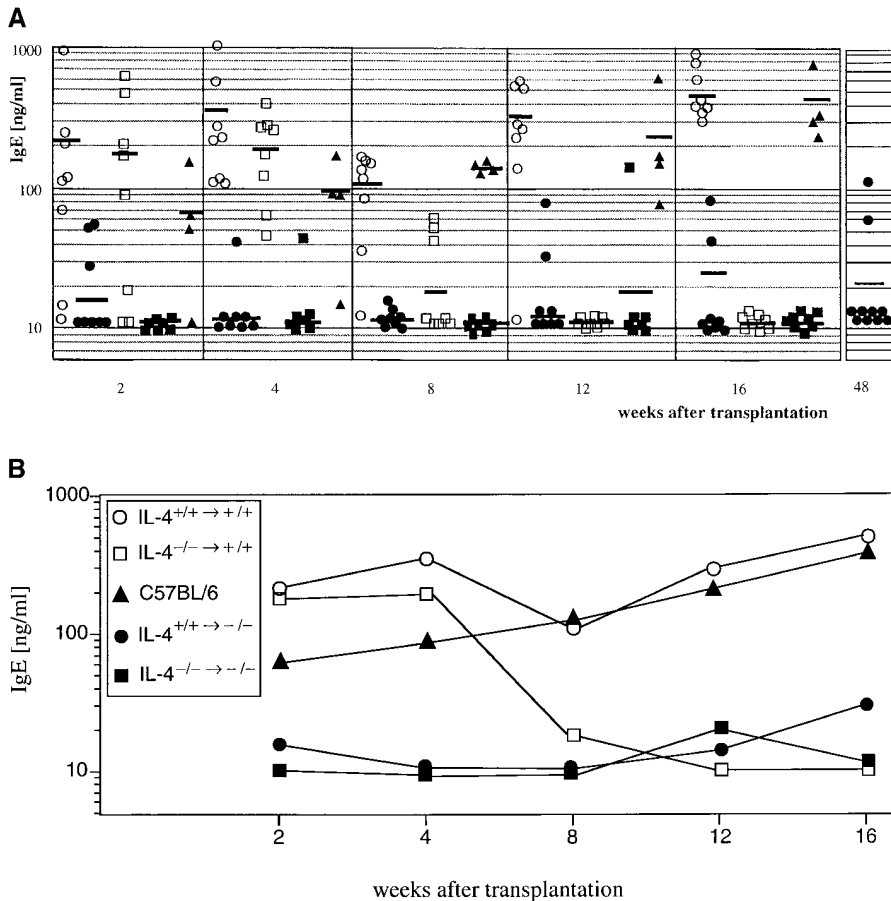 A
1000
100
10
IgE [ng/ml]
2 4 8 12 16 48
weeks after transplantation
B
1000
100
10
IgE [ng/ml]
IL-4+/+→+/+
IL-4-/-→+/+
C57BL/6
IL-4+/+→-/-
IL-4-/-→-/-
2 4 8 12 16
weeks after transplantation